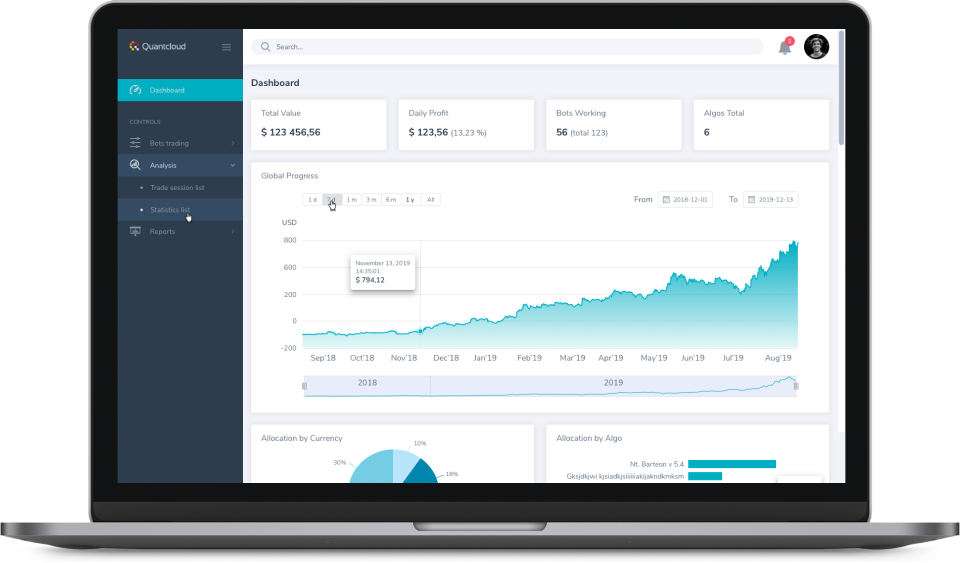 Quantcloud
Search...
2
Dashboard
CONTROLS
Bots trading
Analysis
Trade session list
Statistics list
Reports
Dashboard
Total Value
$ 123 456,56
Daily Profit
$ 123,56 (13,23 %)
Bots Working
56 (total 123)
Algos Total
6
Global Progress
1 d
1 m
3 m
6 m
1 y
All
From
2018-12-01
To
2019-12-13
USD
800
600
200
0
-200
November 13, 2019
14:35:01
$ 794,12
Sep'18 Oct'18 Nov'18 Dec'18 Jan'19 Feb'19 Mar'19 Apr'19 May'19 Jun'19 Jul'19 Aug'19
2018 2019
Allocation by Currency
10%
30%
18%
Allocation by Algo
Nt. Barteon v 5.4